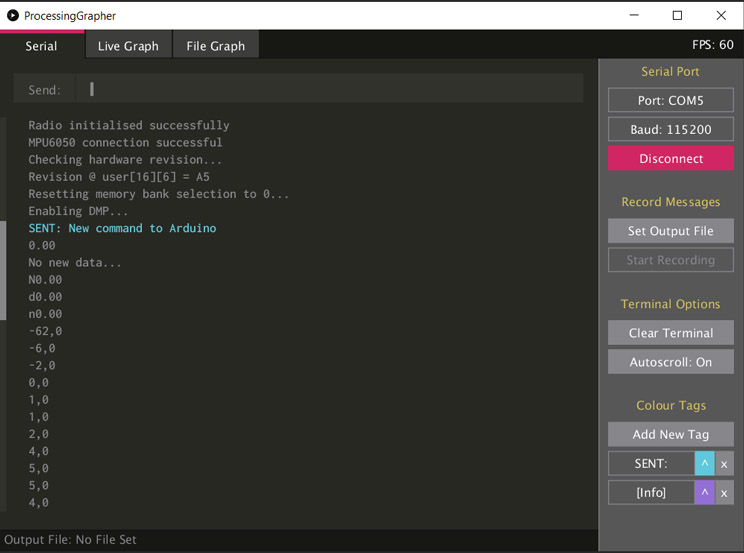 ProcessingGrapher
Serial
Live Graph
File Graph
FPS: 60
Send:
Radio initialised successfully
MPU6050 connection successful
Checking hardware revision...
Revision @ user[16][6] = A5
Resetting memory bank selection to 0...
Enabling DMP...
SENT: New command to Arduino
0.00
No new data...
N0.00
d0.00
n0.00
-62,0
-6,0
-2,0
0,0
1,0
1,0
2,0
4,0
5,0
5,0
4,0
Output File: No File Set
Serial Port
Port: COM5
Baud: 115200
Disconnect
Record Messages
Set Output File
Start Recording
Terminal Options
Clear Terminal
Autoscroll: On
Colour Tags
Add New Tag
SENT: ^ x
[Info] ^ x